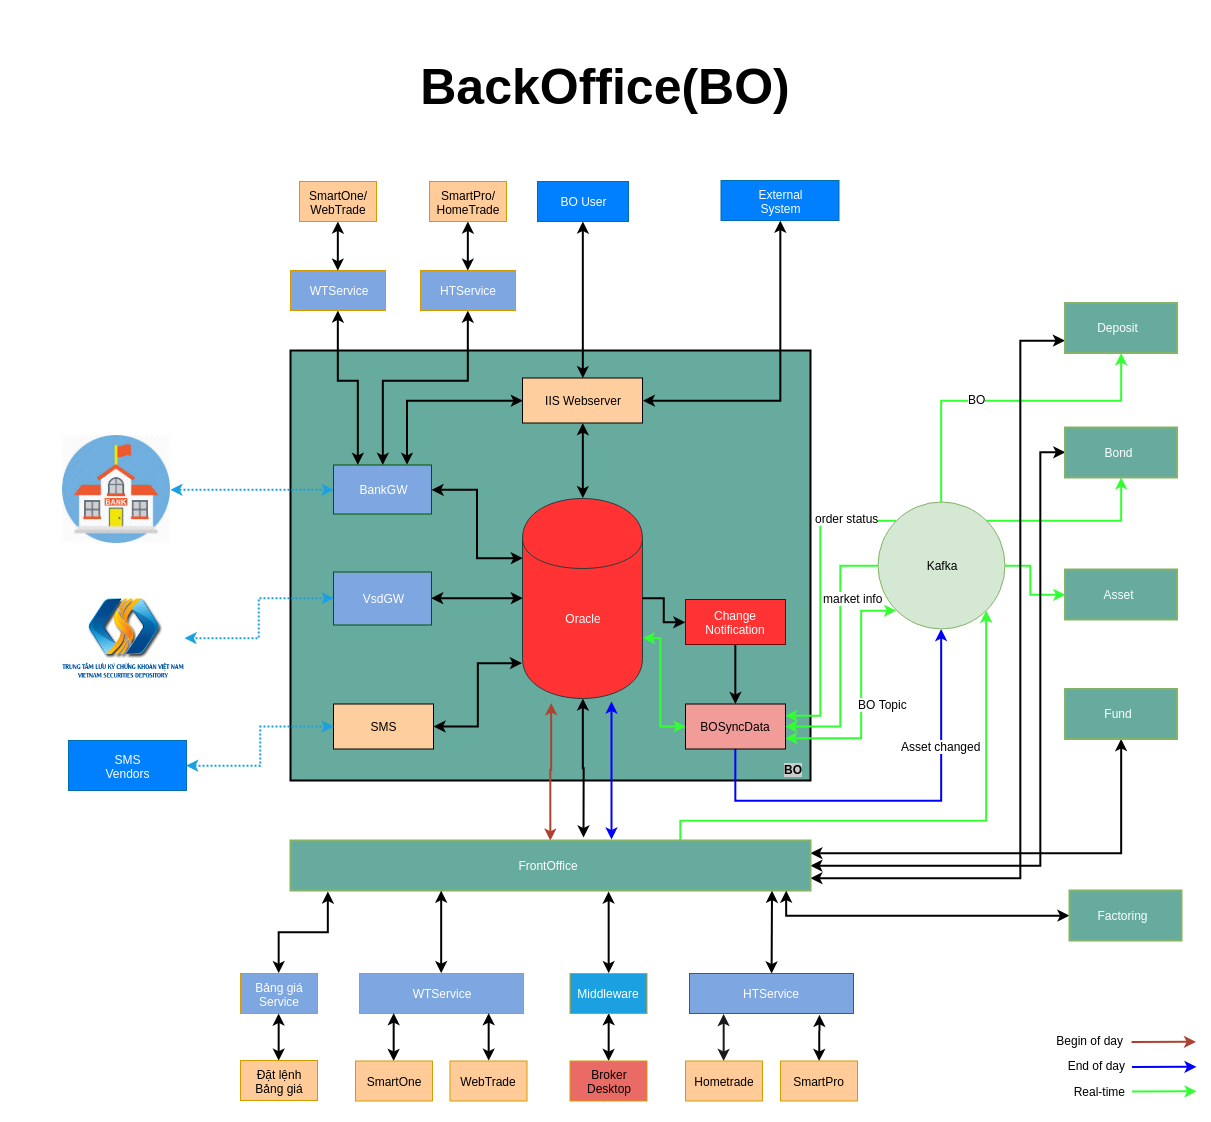 BackOffice(BO)
SmartOne/
WebTrade
SmartPro/
HomeTrade
BO User
External
System
WTService
HTService
Deposit
BO
IIS Webserver
Bond
BANK
BankGW
order status
Kafka
VsdGW
market info
Asset
Oracle
Change
Notification
TRUNG TÂM LƯU KÝ CHỨNG KHOÁN VIỆT NAM
VIETNAM SECURITIES DEPOSITORY
BO Topic
Fund
SMS
BOSyncData
Asset changed
SMS
Vendors
BO
FrontOffice
Factoring
Bảng giá
Service
WTService
Middleware
HTService
Begin of day
End of day
Real-time
Đặt lệnh
Bảng giá
SmartOne
WebTrade
Broker
Desktop
Hometrade
SmartPro